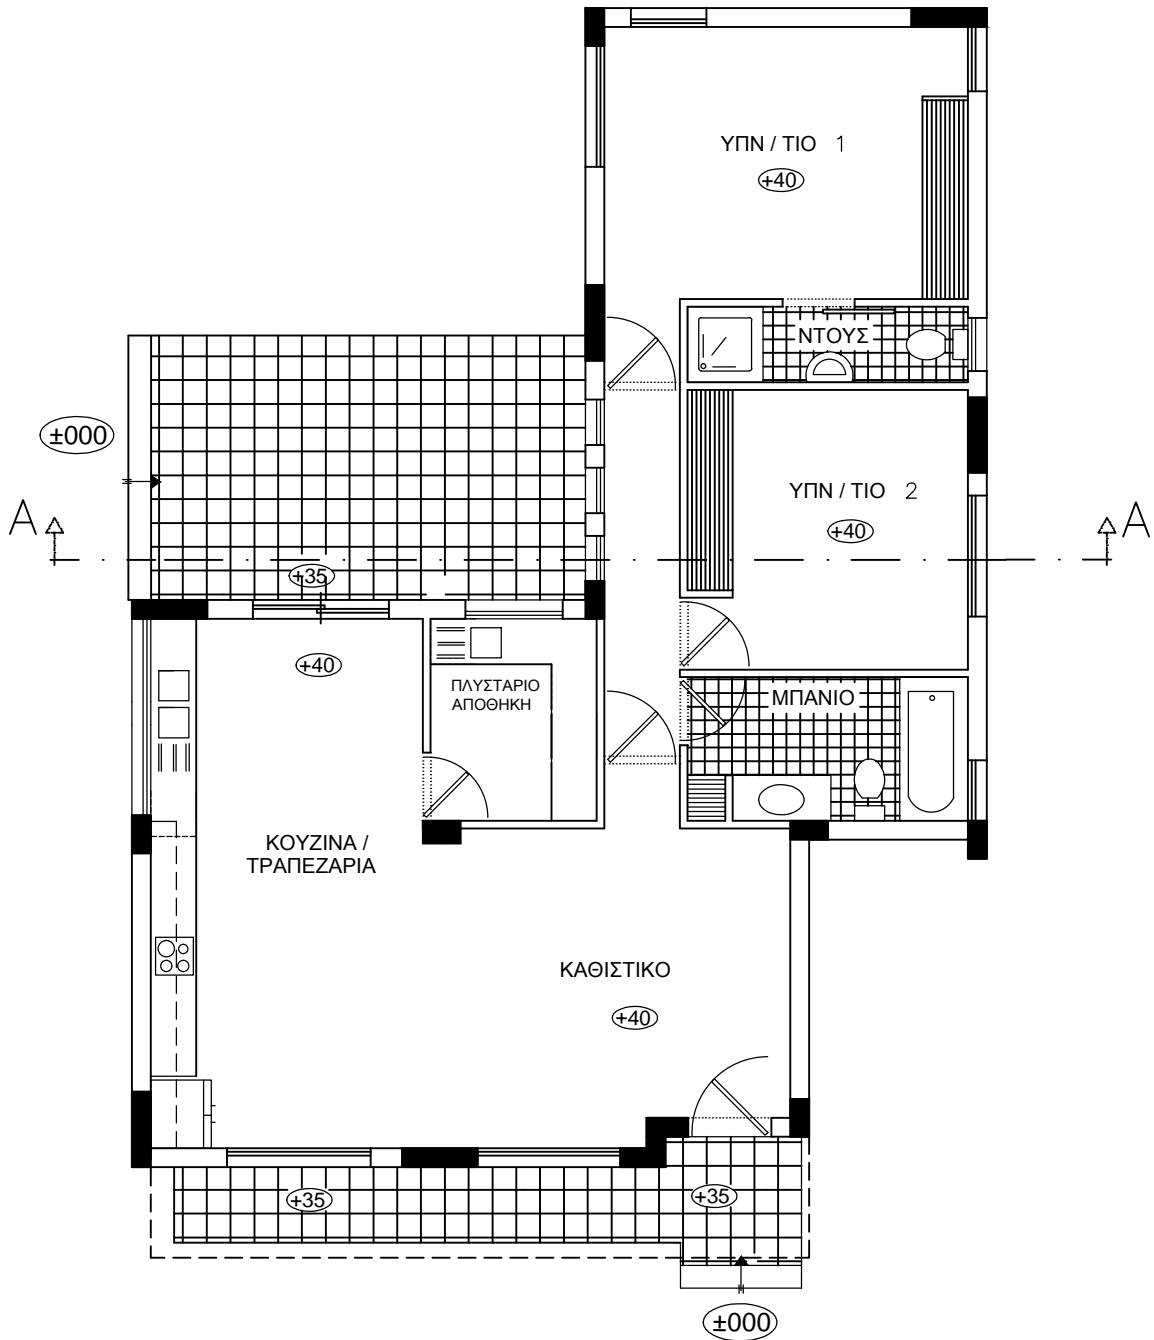 ΥΠΝ / ΤΙΟ 1
+40
ΝΤΟΥΣ
±000
ΥΠΝ / ΤΙΟ 2
+40
A
A
+35
+40
ΠΛΥΣΤΑΡΙΟ
ΑΠΟΘΗΚΗ
ΜΠΑΝΙΟ
ΚΟΥΖΙΝΑ /
ΤΡΑΠΕΖΑΡΙΑ
ΚΑΘΙΣΤΙΚΟ
+40
+35
+35
±000